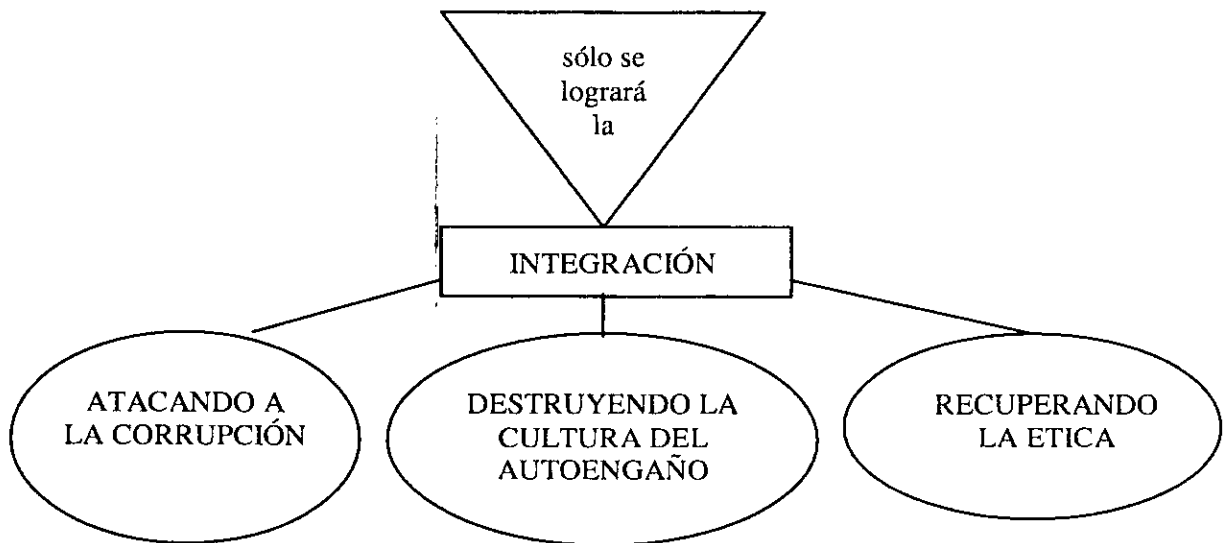 sólo se
logrará
la
INTEGRACIÓN
ATACANDO A
LA CORRUPCIÓN
DESTRUYENDO LA
CULTURA DEL
AUTOENGAÑO
RECUPERANDO
LA ETICA